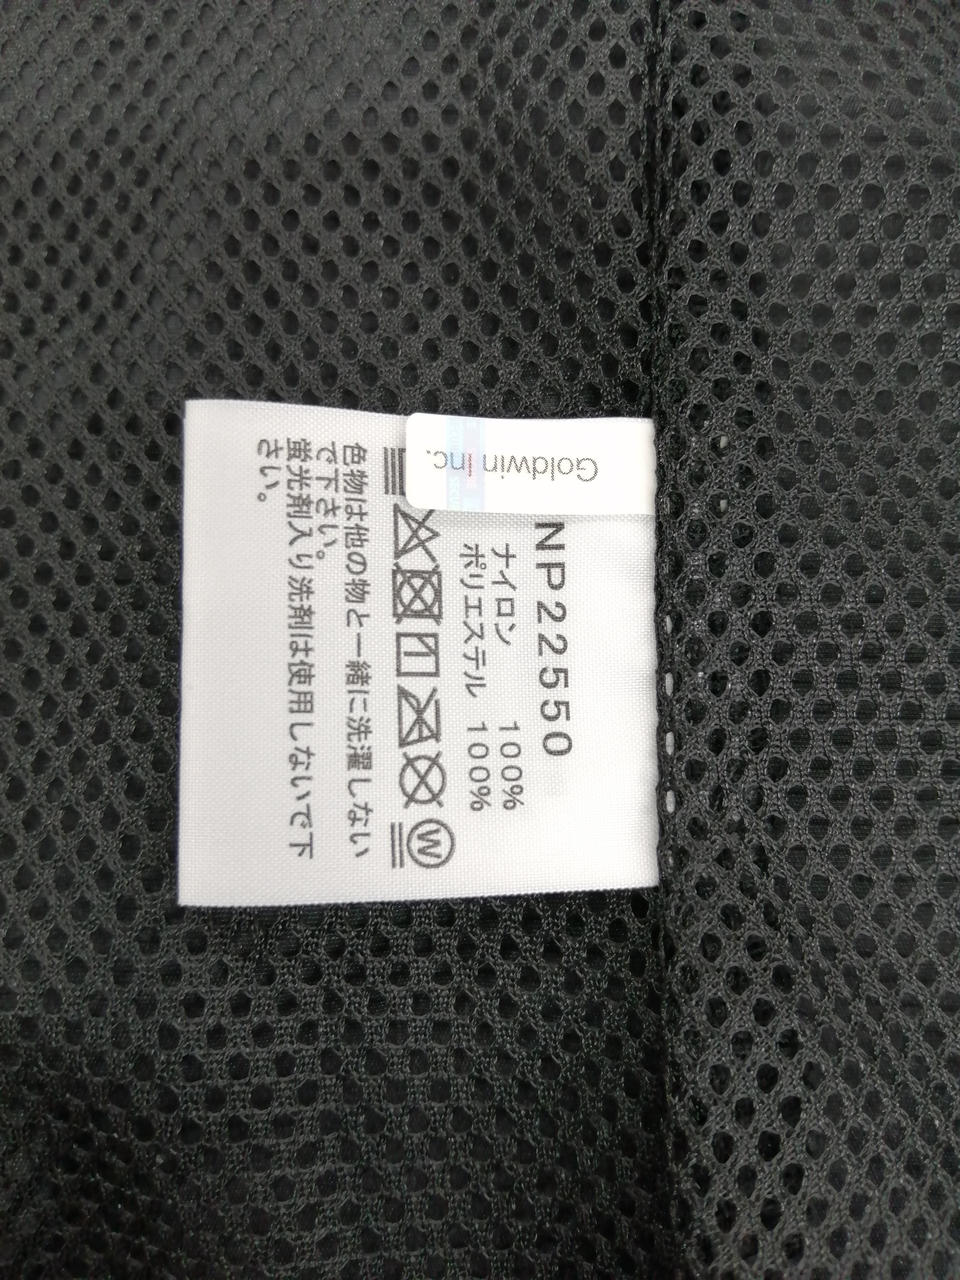 Goldwin Inc.
NP22550
ナイロン 100%
ポリエステル 100%
W
色物は他の物と一緒に洗濯しない
で下さい。
蛍光剤入り洗剤は使用しないで下
さい。